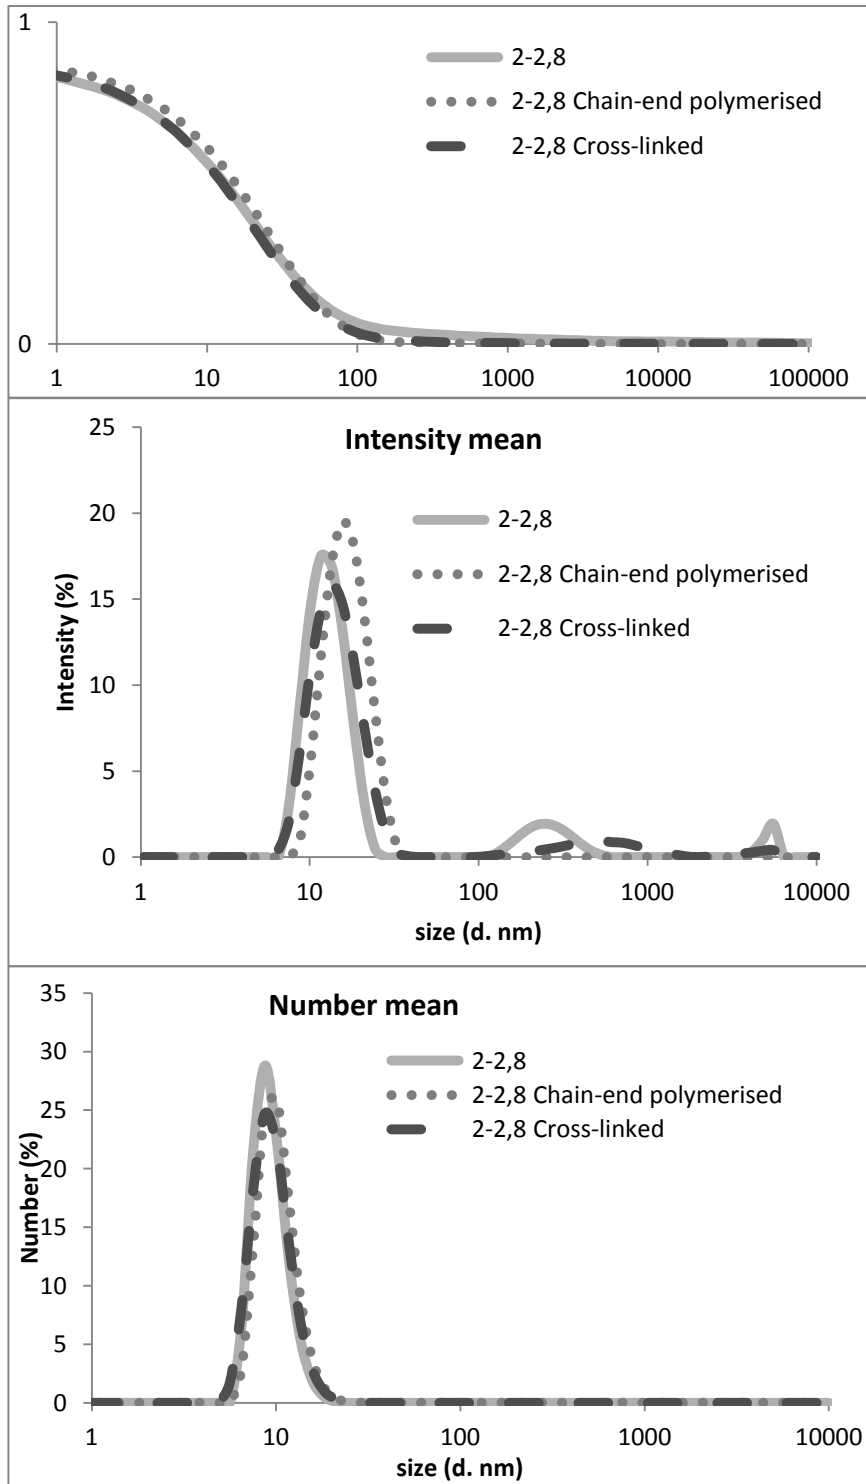 1
2-2,8
2-2,8 Chain-end polymerised
2-2,8 Cross-linked
0
1 10 100 1000 10000 100000
Intensity mean
25
20
15
10
5
0
Intensity (%)
2-2,8
2-2,8 Chain-end polymerised
2-2,8 Cross-linked
1 10 100 1000 10000
size (d. nm)
Number mean
35
30
25
20
15
10
5
0
Number (%)
2-2,8
2-2,8 Chain-end polymerised
2-2,8 Cross-linked
1 10 100 1000 10000
size (d. nm)